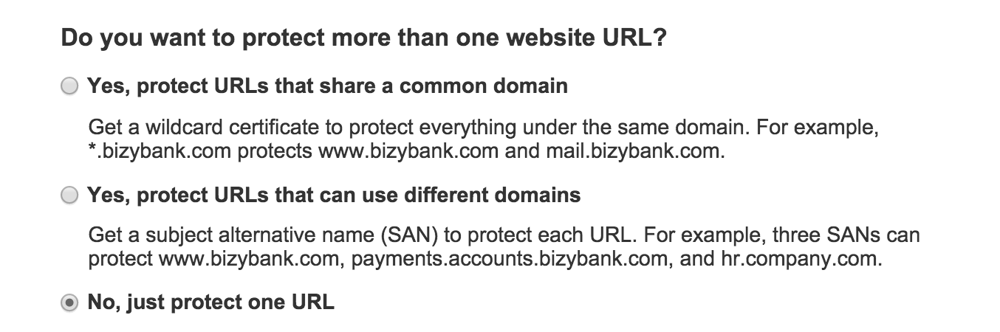 Do you want to protect more than one website URL?
Yes, protect URLs that share a common domain
Get a wildcard certificate to protect everything under the same domain. For example,
*.bizybank.com protects www.bizybank.com and mail.bizybank.com.
Yes, protect URLs that can use different domains
Get a subject alternative name (SAN) to protect each URL. For example, three SANs can
protect www.bizybank.com, payments.accounts.bizybank.com, and hr.company.com.
No, just protect one URL